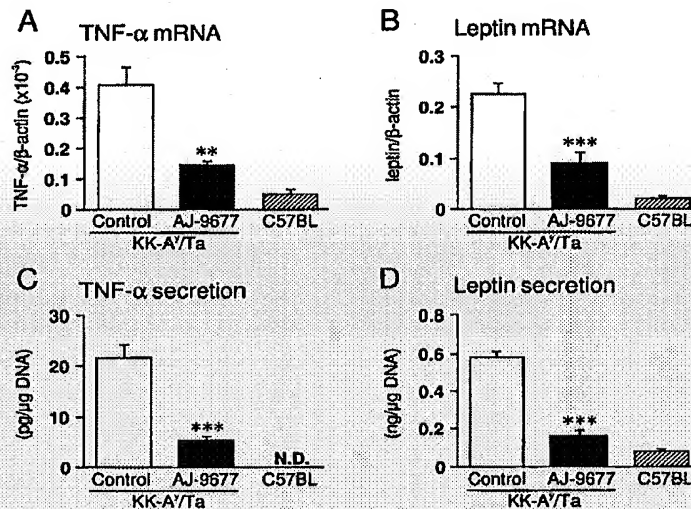 A
TNF-α mRNA
TNF-α/β-actin (x10⁻³)
0.5
0.4
0.3
0.2
0.1
0
**
Control AJ-9677 C57BL
KK-Aʸ/Ta
B
Leptin mRNA
leptin/β-actin
0.2
0.1
0
***
Control AJ-9677 C57BL
KK-Aʸ/Ta
C
TNF-α secretion
(pg/μg DNA)
30
20
10
0
***
N.D.
Control AJ-9677 C57BL
KK-Aʸ/Ta
D
Leptin secretion
(ng/μg DNA)
0.8
0.6
0.4
0.2
0
***
Control AJ-9677 C57BL
KK-Aʸ/Ta